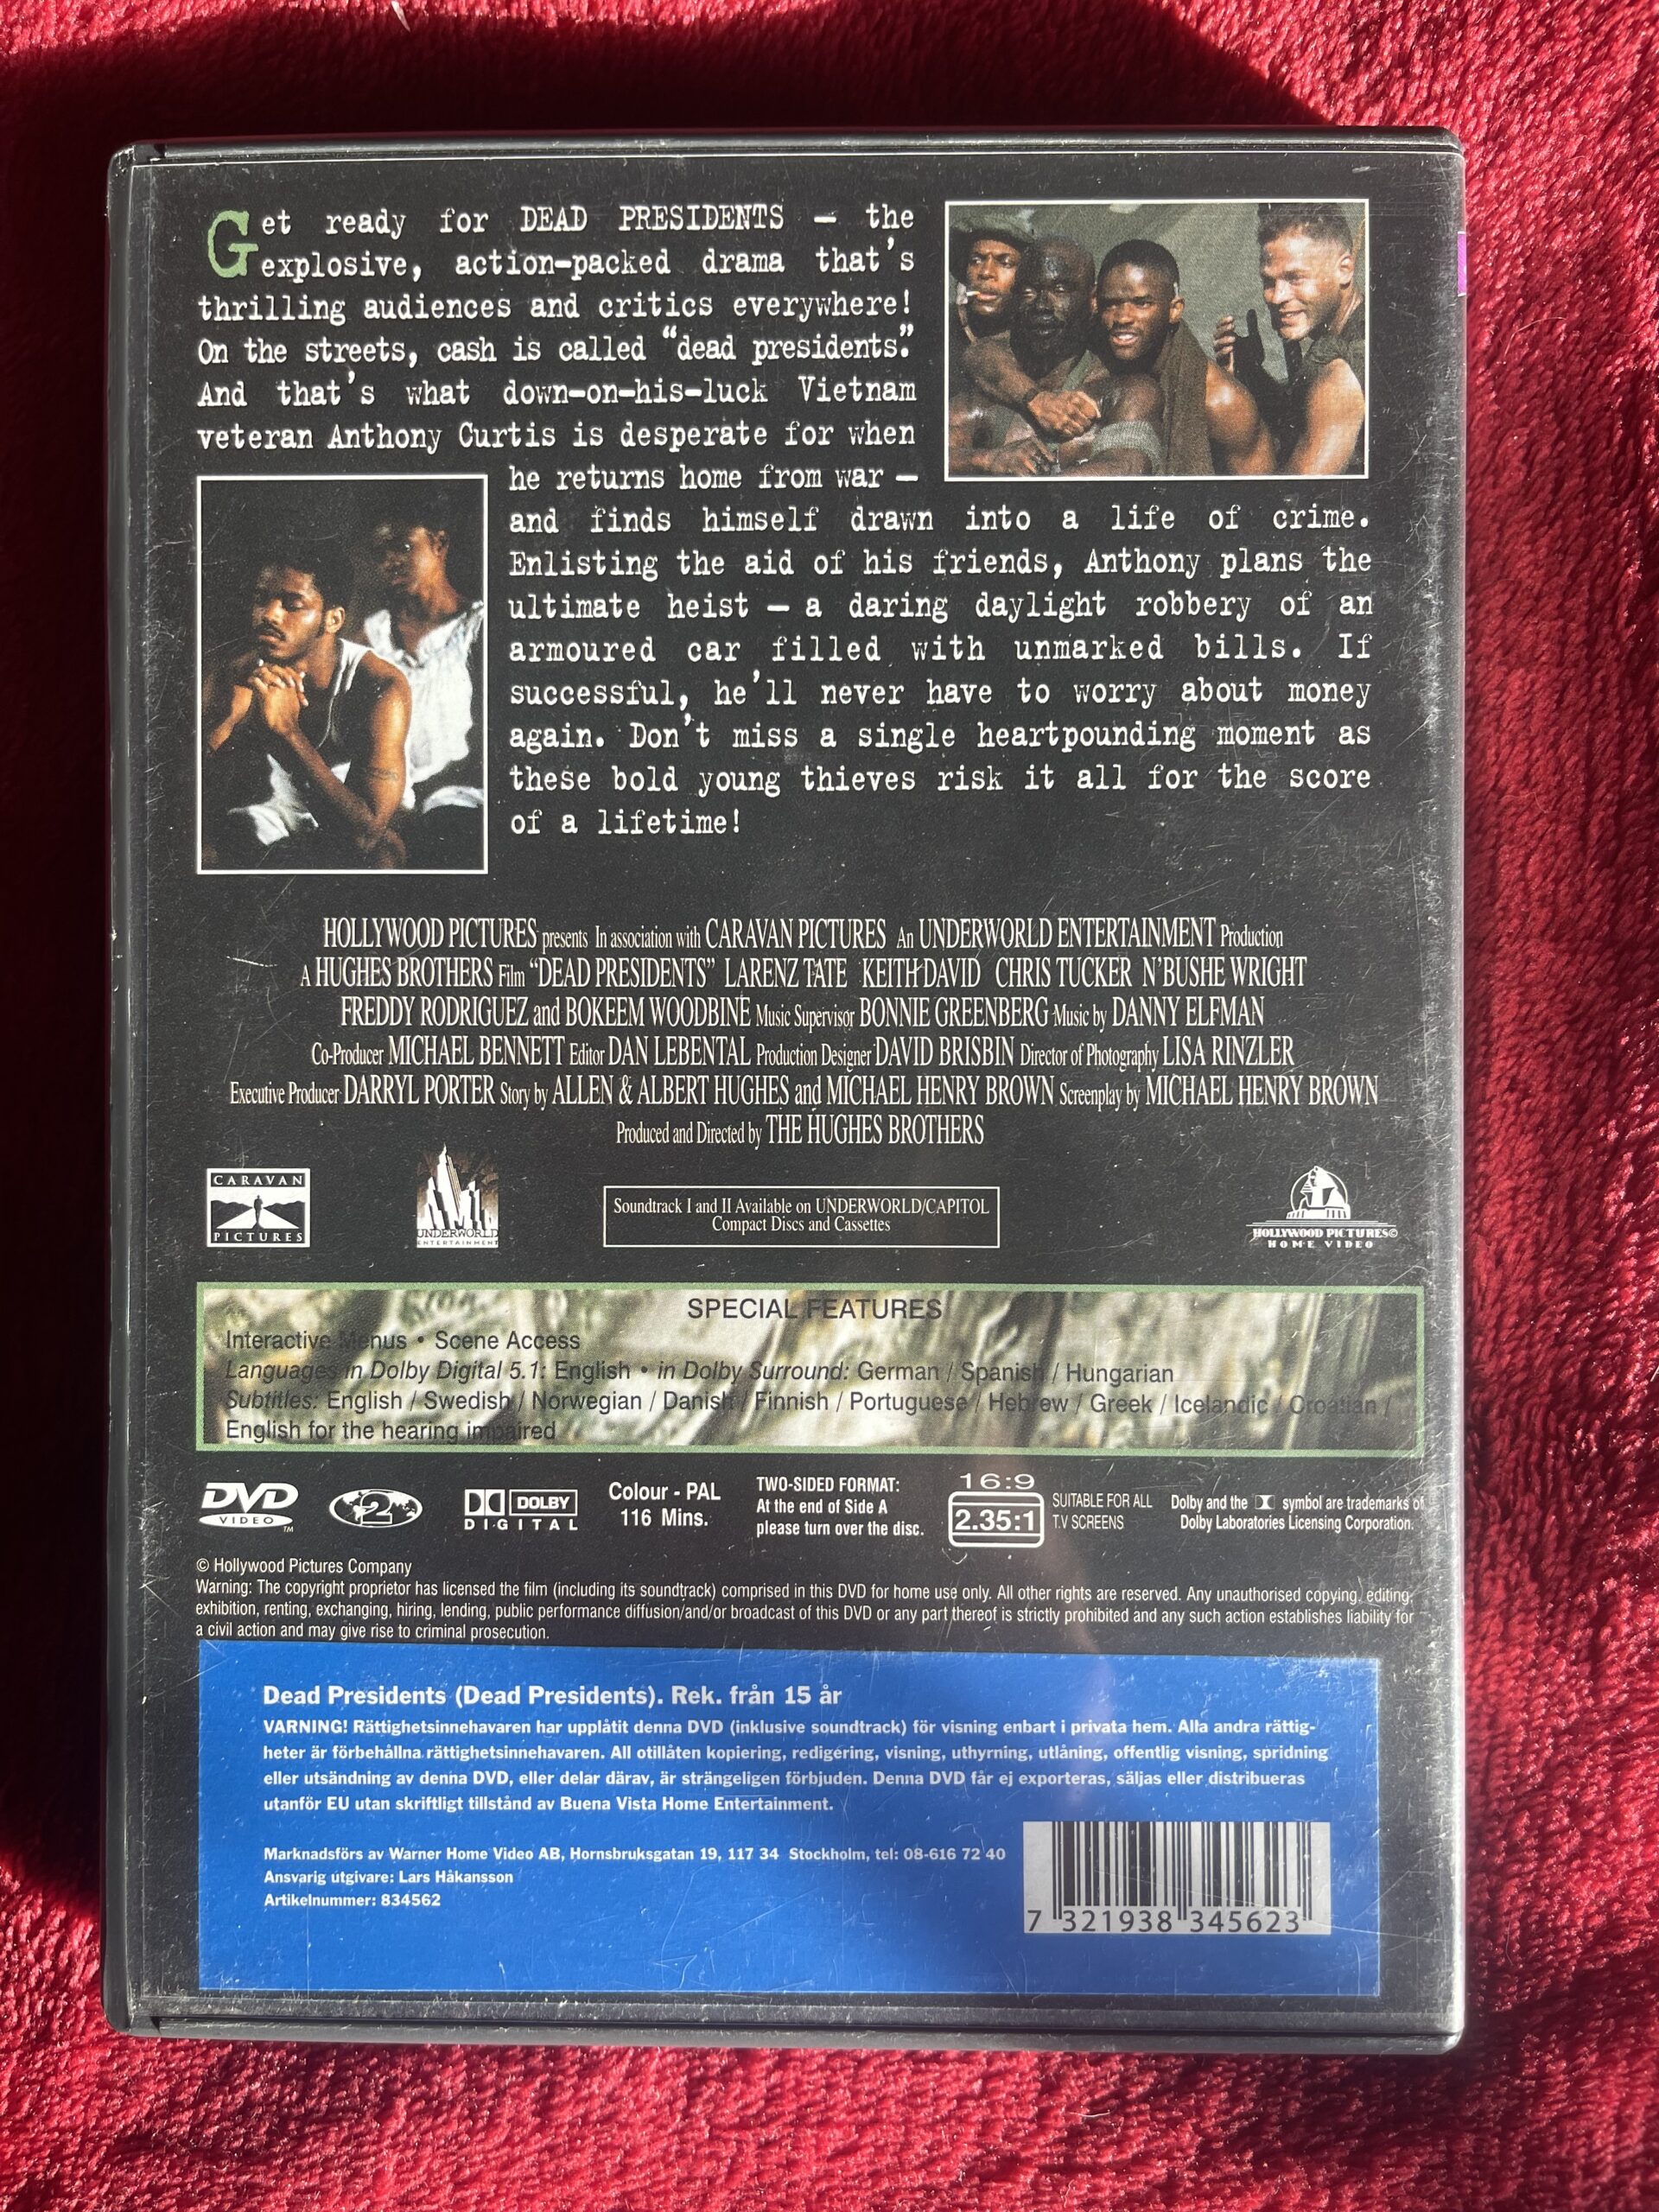 Get ready for DEAD PRESIDENTS – the
explosive, action-packed drama that's
thrilling audiences and critics everywhere!
On the streets, cash is called "dead presidents."
And that's what down-on-his-luck Vietnam
veteran Anthony Curtis is desperate for when
he returns home from war –
and finds himself drawn into a life of crime.
Enlisting the aid of his friends, Anthony plans the
ultimate heist – a daring daylight robbery of an
armoured car filled with unmarked bills. If
successful, he'll never have to worry about money
again. Don't miss a single heartpounding moment as
these bold young thieves risk it all for the score
of a lifetime!
HOLLYWOOD PICTURES presents In association with CARAVAN PICTURES An UNDERWORLD ENTERTAINMENT Production
A HUGHES BROTHERS Film "DEAD PRESIDENTS" LARENZ TATE KEITH DAVID CHRIS TUCKER N'BUSHE WRIGHT
FREDDY RODRIGUEZ and BOKEEM WOODBINE Music Supervisor BONNIE GREENBERG Music by DANNY ELFMAN
Co-Producer MICHAEL BENNETT Editor DAN LEBENTAL Production Designer DAVID BRISBIN Director of Photography LISA RINZLER
Executive Producer DARRYL PORTER Story by ALLEN & ALBERT HUGHES and MICHAEL HENRY BROWN Screenplay by MICHAEL HENRY BROWN
Produced and Directed by THE HUGHES BROTHERS
CARAVAN
PICTURES
UNDERWORLD
ENTERTAINMENT
Soundtrack I and II Available on UNDERWORLD/CAPITOL
Compact Discs and Cassettes
HOLLYWOOD PICTURES©
HOME VIDEO
SPECIAL FEATURES
Interactive Menus • Scene Access
Languages in Dolby Digital 5.1: English • in Dolby Surround: German / Spanish / Hungarian
Subtitles: English / Swedish / Norwegian / Danish / Finnish / Portuguese / Hebrew / Greek / Icelandic / Croatian /
English for the hearing impaired
DVD
VIDEO
TM
2
DOLBY
DIGITAL
Colour - PAL
116 Mins.
TWO-SIDED FORMAT:
At the end of Side A
please turn over the disc.
16:9
2.35:1
SUITABLE FOR ALL
T.V SCREENS
Dolby and the symbol are trademarks of
Dolby Laboratories Licensing Corporation.
© Hollywood Pictures Company
Warning: The copyright proprietor has licensed the film (including its soundtrack) comprised in this DVD for home use only. All other rights are reserved. Any unauthorised copying, editing,
exhibition, renting, exchanging, hiring, lending, public performance diffusion/and/or broadcast of this DVD or any part thereof is strictly prohibited and any such action establishes liability for
a civil action and may give rise to criminal prosecution.
Dead Presidents (Dead Presidents). Rek. från 15 år
VARNING! Rättighetsinnehavaren har upplåtit denna DVD (inklusive soundtrack) för visning enbart i privata hem. Alla andra rättig-
heter är förbehållna rättighetsinnehavaren. All otillåten kopiering, redigering, visning, uthyrning, utlåning, offentlig visning, spridning
eller utsändning av denna DVD, eller delar därav, är strängeligen förbjuden. Denna DVD får ej exporteras, säljas eller distribueras
utanför EU utan skriftligt tillstånd av Buena Vista Home Entertainment.
Marknadsförs av Warner Home Video AB, Hornsbruksgatan 19, 117 34 Stockholm, tel: 08-616 72 40
Ansvarig utgivare: Lars Håkansson
Artikelnummer: 834562
7 321938 345623